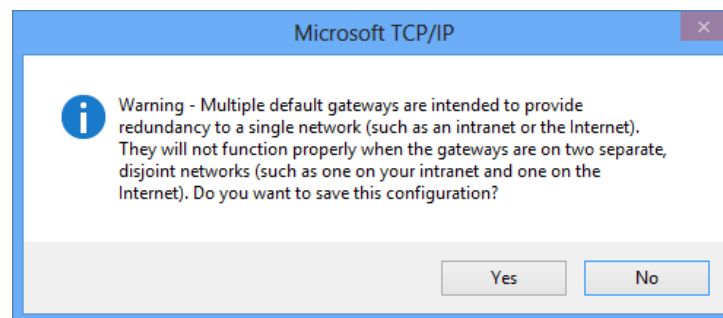 Microsoft TCP/IP
Warning - Multiple default gateways are intended to provide
redundancy to a single network (such as an intranet or the Internet).
They will not function properly when the gateways are on two separate,
disjoint networks (such as one on your intranet and one on the
Internet). Do you want to save this configuration?
Yes No